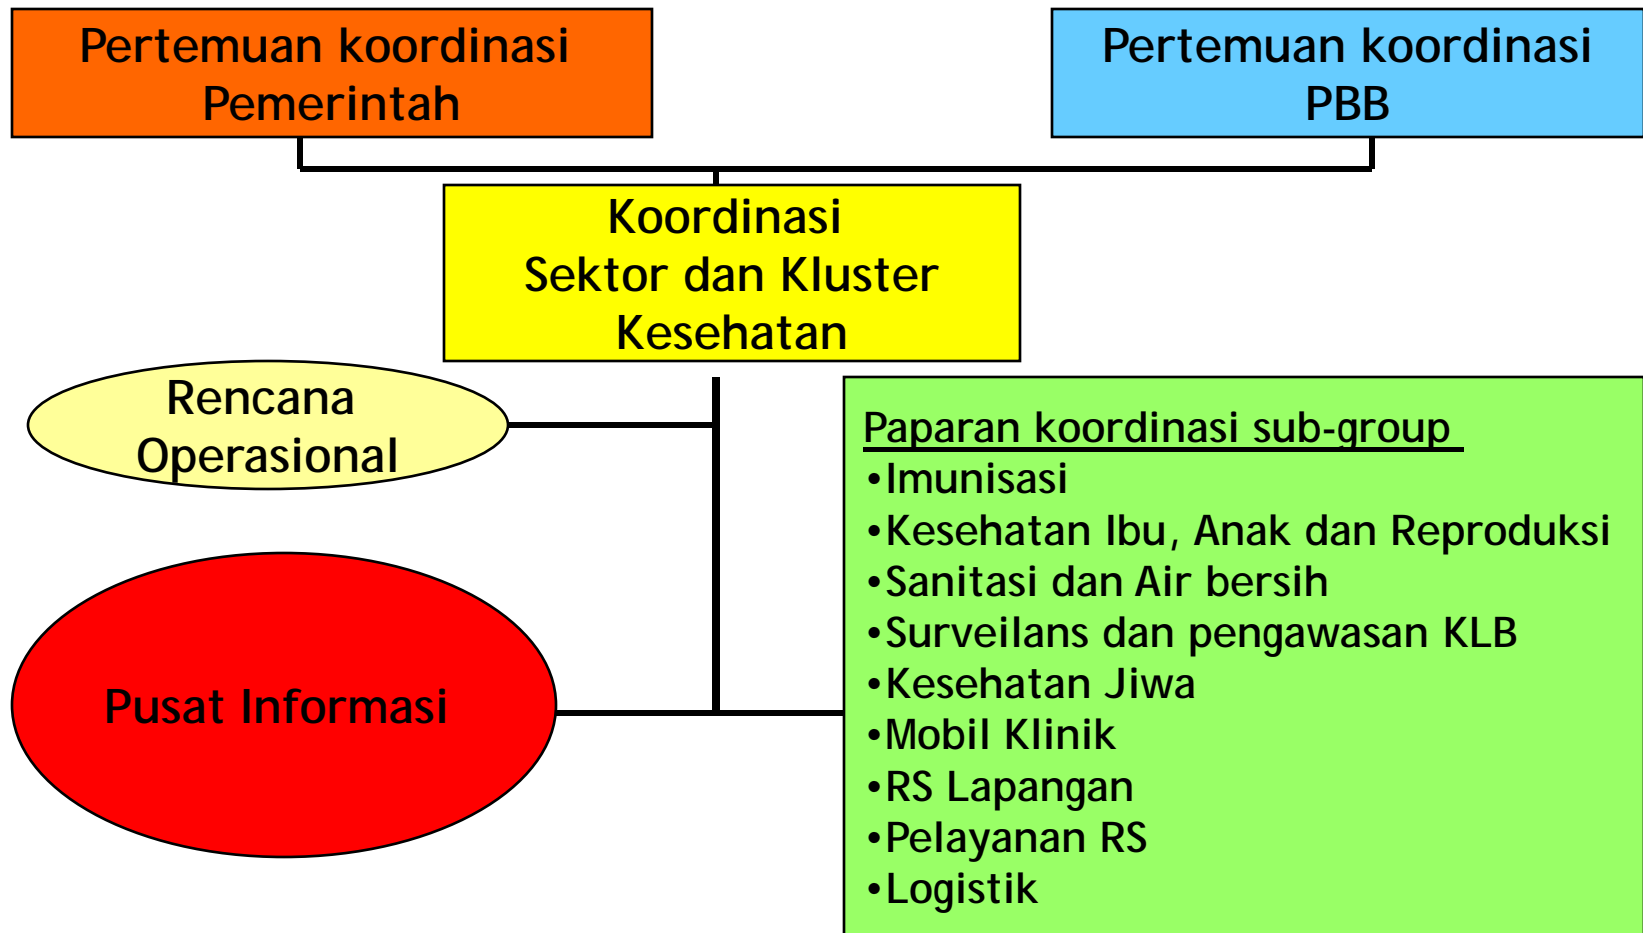 Pertemuan koordinasi
Pemerintah
Pertemuan koordinasi
PBB
Koordinasi
Sektor dan Kluster
Kesehatan
Rencana
Operasional
Pusat Informasi
Paparan koordinasi sub-group
•Imunisasi
•Kesehatan Ibu, Anak dan Reproduksi
•Sanitasi dan Air bersih
•Surveilans dan pengawasan KLB
•Kesehatan Jiwa
•Mobil Klinik
•RS Lapangan
•Pelayanan RS
•Logistik